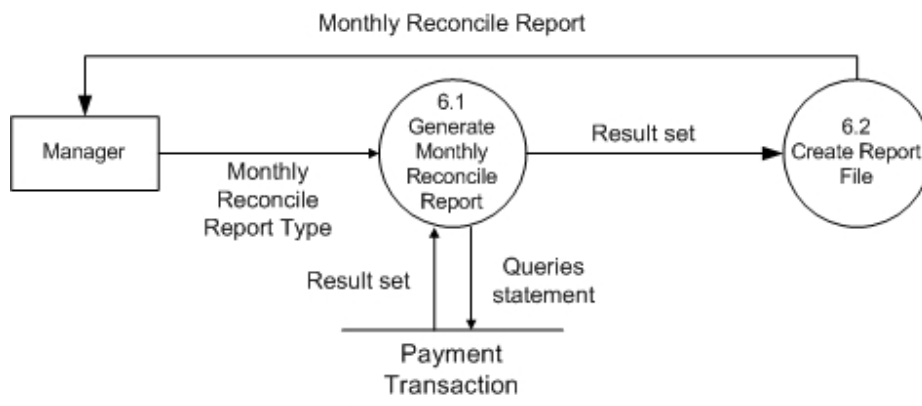 Monthly Reconcile Report
Manager
Monthly
Reconcile
Report Type
6.1
Generate
Monthly
Reconcile
Report
Result set
6.2
Create Report
File
Result set
Queries
statement
Payment
Transaction